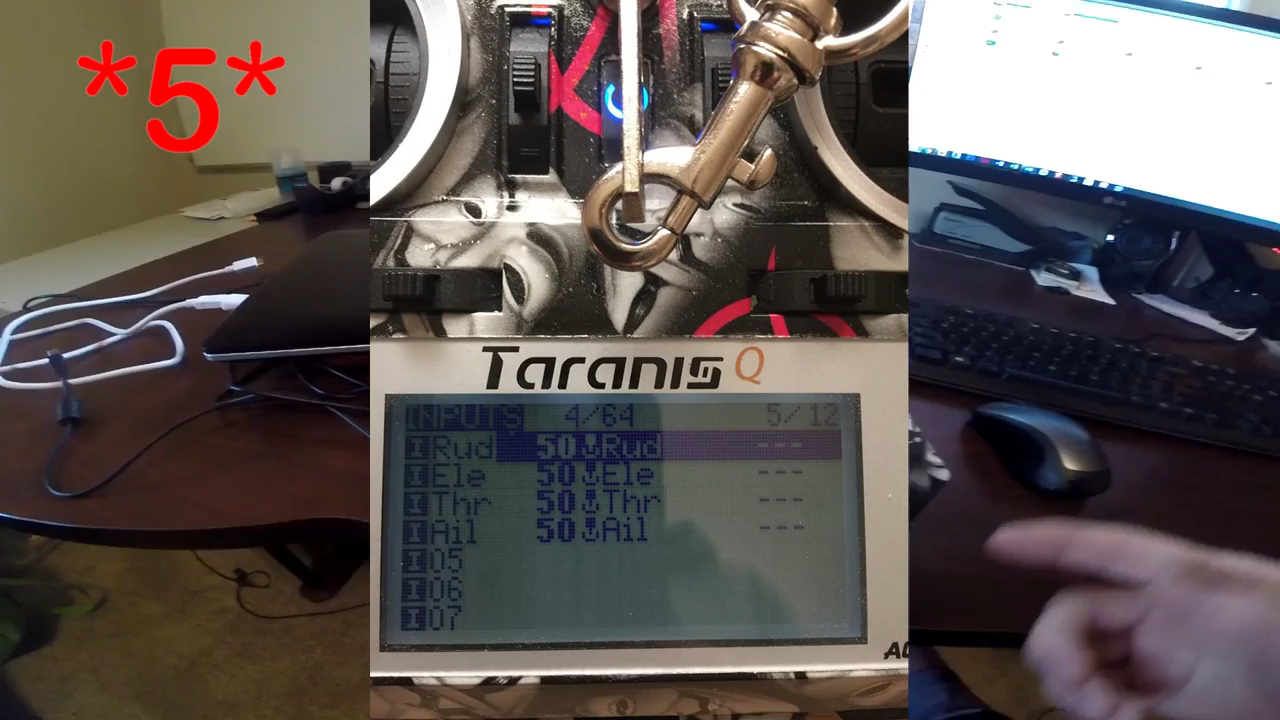 *5*
Taranis Q
INPUTS 4/64 5/12
I Rud 50 Rud ---
I Ele 50 Ele ---
I Thr 50 Thr ---
I Ail 50 Ail ---
I 05
I 06
I 07
LG